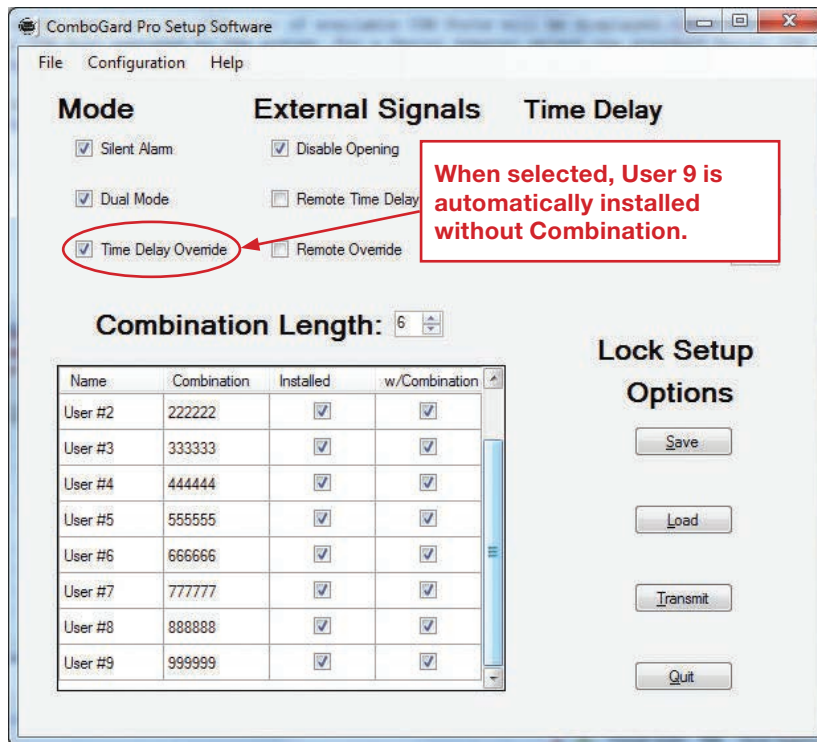 ComboGard Pro Setup Software
File Configuration Help
Mode External Signals Time Delay
Silent Alarm Disable Opening
Dual Mode Remote Time Delay
Time Delay Override Remote Override
When selected, User 9 is
automatically installed
without Combination.
Combination Length: 6
Lock Setup
Options
Name Combination Installed w/Combination
User #2 222222
User #3 333333
User #4 444444
User #5 555555
User #6 666666
User #7 777777
User #8 888888
User #9 999999
Save
Load
Transmit
Quit